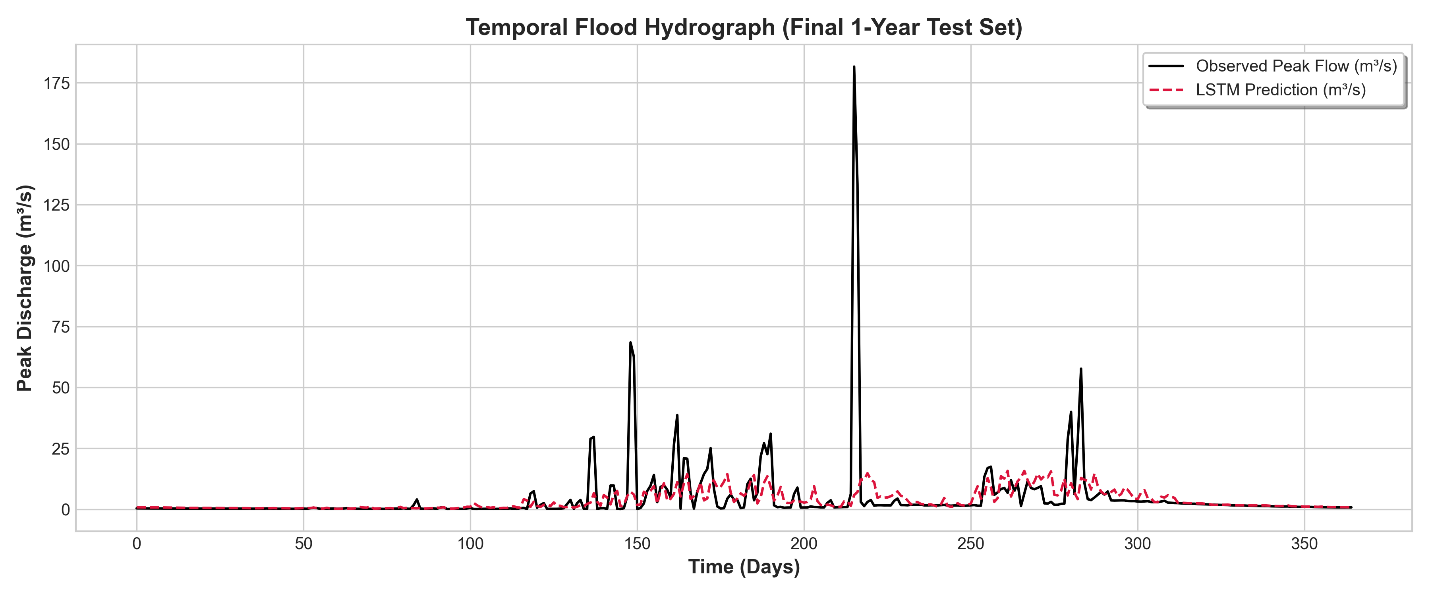 Temporal Flood Hydrograph (Final 1-Year Test Set)
Observed Peak Flow (m³/s)
LSTM Prediction (m³/s)
Peak Discharge (m³/s)
175
150
125
100
75
50
25
0
0 50 100 150 200 250 300 350
Time (Days)